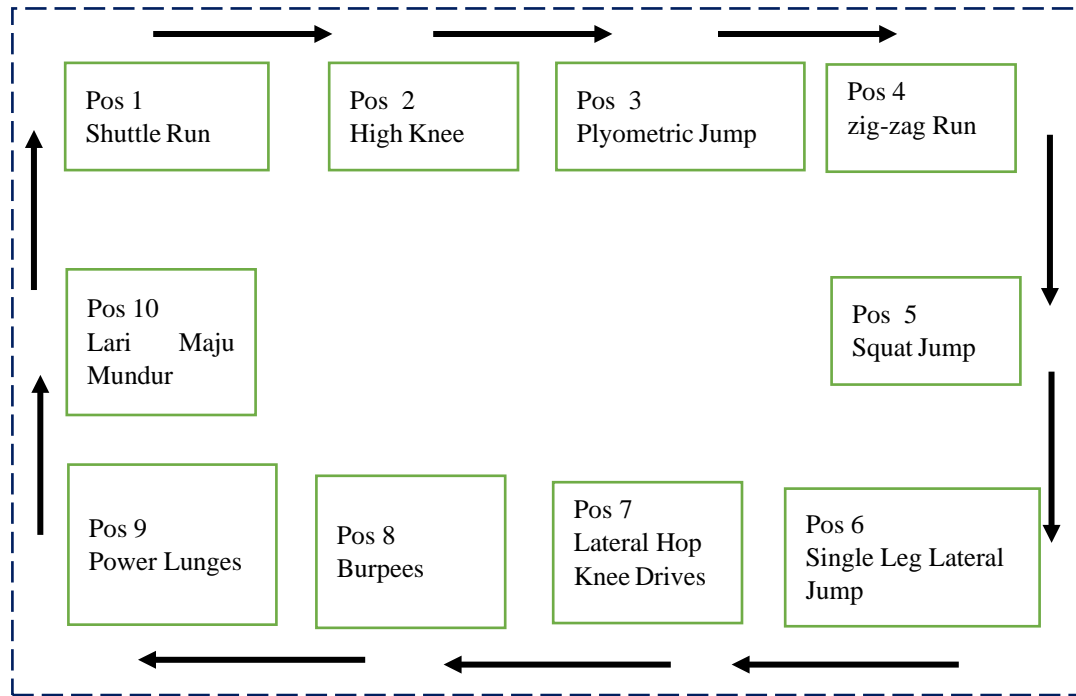 Pos 1
Shuttle Run
Pos 2
High Knee
Pos 3
Plyometric Jump
Pos 4
zig-zag Run
Pos 5
Squat Jump
Pos 6
Single Leg Lateral
Jump
Pos 7
Lateral Hop
Knee Drives
Pos 8
Burpees
Pos 9
Power Lunges
Pos 10
Lari Maju
Mundur